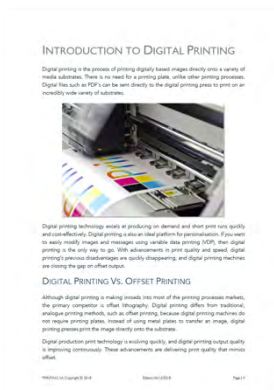 INTRODUCTION TO DIGITAL PRINTING
Digital printing is the process of printing digitally based images directly onto a variety of
media substrates. There is no need for a printing plate, unlike other printing processes.
Digital files such as PDF's can be sent directly to the digital printing press to print on an
incredibly wide variety of substrates.
Digital printing technology excels at producing on demand and short print runs quickly
and cost-effectively. Digital printing is also an ideal platform for personalisation. If you want
to easily modify images and messages using variable data printing (VDP), then digital
printing is the only way to go. With advancements in print quality and speed, digital
printing's previous disadvantages are quickly disappearing, and digital printing machines
are closing the gap on offset output.
DIGITAL PRINTING VS. OFFSET PRINTING
Although digital printing is making inroads into most of the printing processes markets,
the primary competitor is offset lithography. Digital printing differs from traditional,
analogue printing methods, such as offset printing, because digital printing machines do
not require printing plates. Instead of using metal plates to transfer an image, digital
printing presses print the image directly onto the substrate.
Digital production print technology is evolving quickly, and digital printing output quality
is improving continuously. These advancements are delivering print quality that mimics
offset.
Copyright © 2018
Page | 4